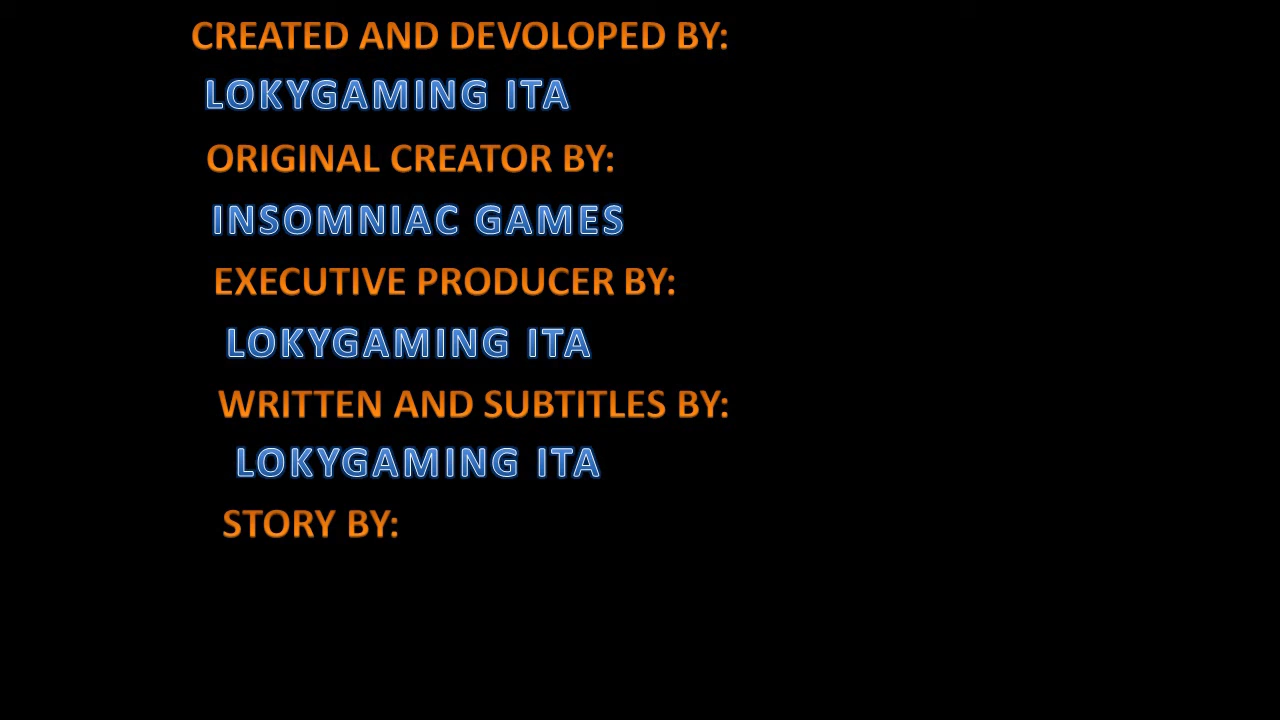 CREATED AND DEVOLOPED BY:
LOKYGAMING ITA
ORIGINAL CREATOR BY:
INSOMNIAC GAMES
EXECUTIVE PRODUCER BY:
LOKYGAMING ITA
WRITTEN AND SUBTITLES BY:
LOKYGAMING ITA
STORY BY: